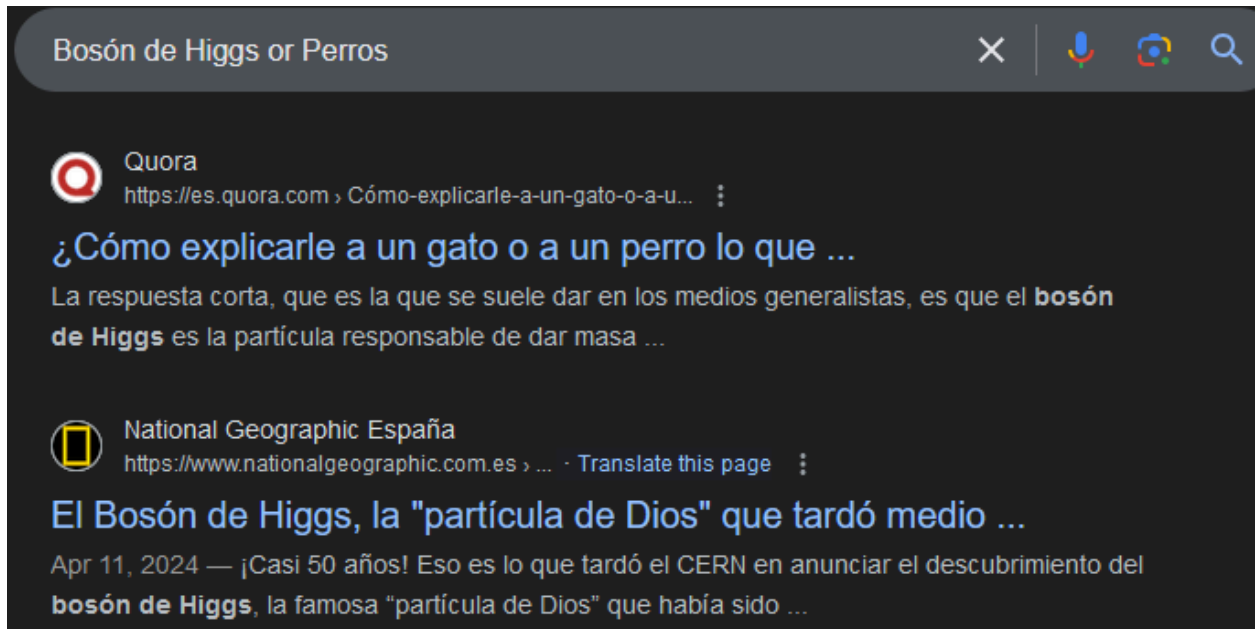 Bosón de Higgs or Perros
Quora
https://es.quora.com › Cómo-explicarle-a-un-gato-o-a-u...
¿Cómo explicarle a un gato o a un perro lo que ...
La respuesta corta, que es la que se suele dar en los medios generalistas, es que el bosón
de Higgs es la partícula responsable de dar masa ...
National Geographic España
https://www.nationalgeographic.com.es › ... · Translate this page
El Bosón de Higgs, la "partícula de Dios" que tardó medio ...
Apr 11, 2024 — ¡Casi 50 años! Eso es lo que tardó el CERN en anunciar el descubrimiento del
bosón de Higgs, la famosa “partícula de Dios” que había sido ...